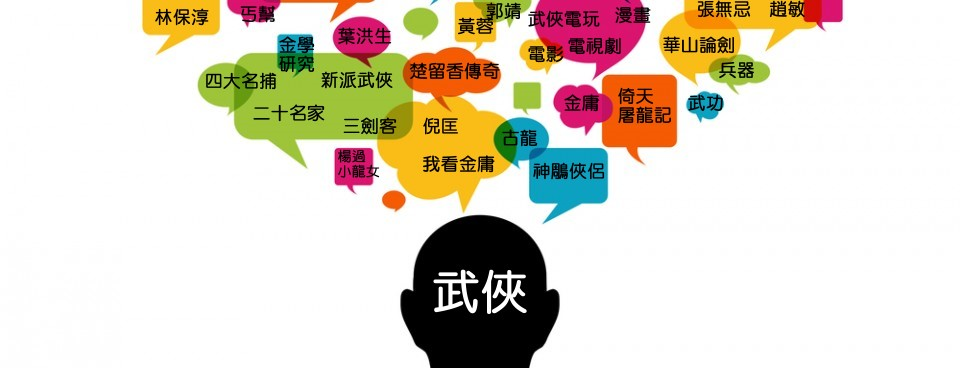 林保淳
丐幫
郭靖
張無忌
趙敏
黃蓉
武俠電玩
漫畫
葉洪生
金學
研究
電影
電視劇
華山論劍
四大名捕
新派武俠
楚留香傳奇
兵器
二十名家
三劍客
倪匡
古龍
金庸
倚天
屠龍記
武功
楊過
小龍女
我看金庸
神鵰俠侶
武俠